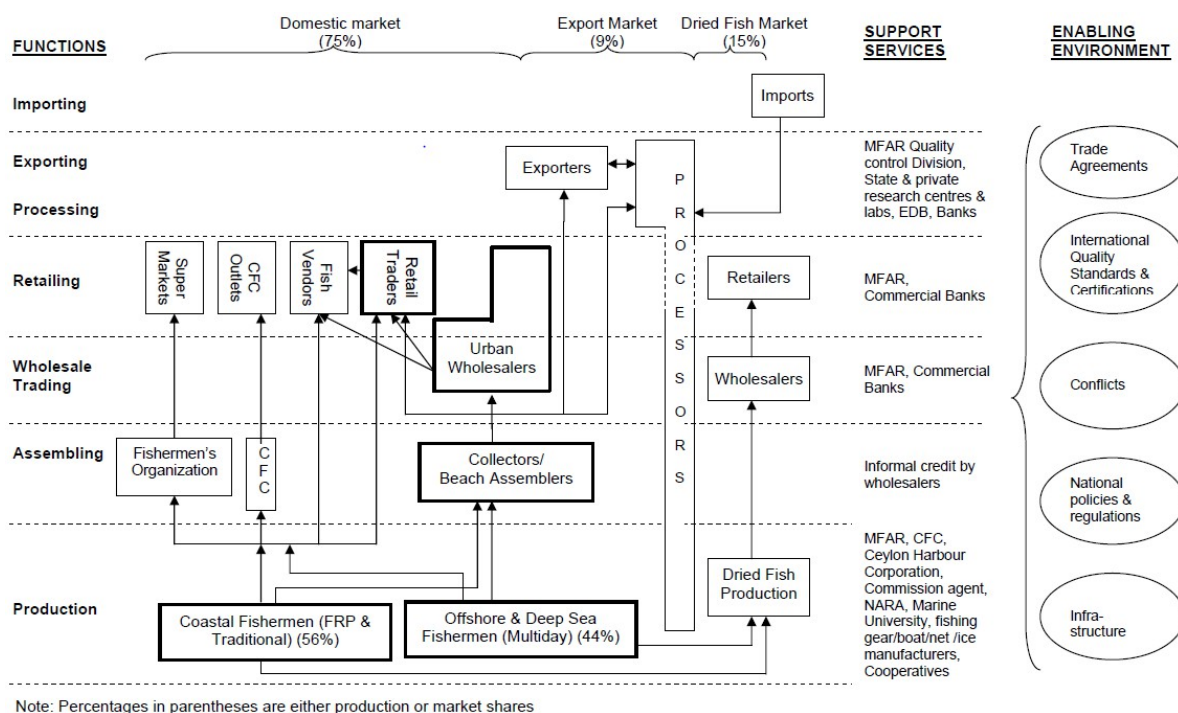 Domestic market
(75%)
Export Market
(9%)
Dried Fish Market
(15%)
FUNCTIONS
SUPPORT
SERVICES
ENABLING
ENVIRONMENT
Importing
Imports
Exporting
Exporters
Processing
PROCESSORS
MFAR Quality
control Division,
State & private
research centres &
labs, EDB, Banks
Trade
Agreements
Retailing
Super
Markets
CFC
Outlets
Fish
Vendors
Retail
Traders
Retailers
MFAR,
Commercial Banks
International
Quality
Standards &
Certifications
Wholesale
Trading
Urban
Wholesalers
Wholesalers
MFAR, Commercial
Banks
Conflicts
Assembling
Fishermen's
Organization
CFC
Collectors/
Beach Assemblers
Informal credit by
wholesalers
National
policies &
regulations
Production
Coastal Fishermen (FRP &
Traditional) (56%)
Offshore & Deep Sea
Fishermen (Multiday) (44%)
Dried Fish
Production
MFAR, CFC,
Ceylon Harbour
Corporation,
Commission agent,
NARA, Marine
University, fishing
gear/boat/net /ice
manufacturers,
Cooperatives
Infra-
structure
Note: Percentages in parentheses are either production or market shares